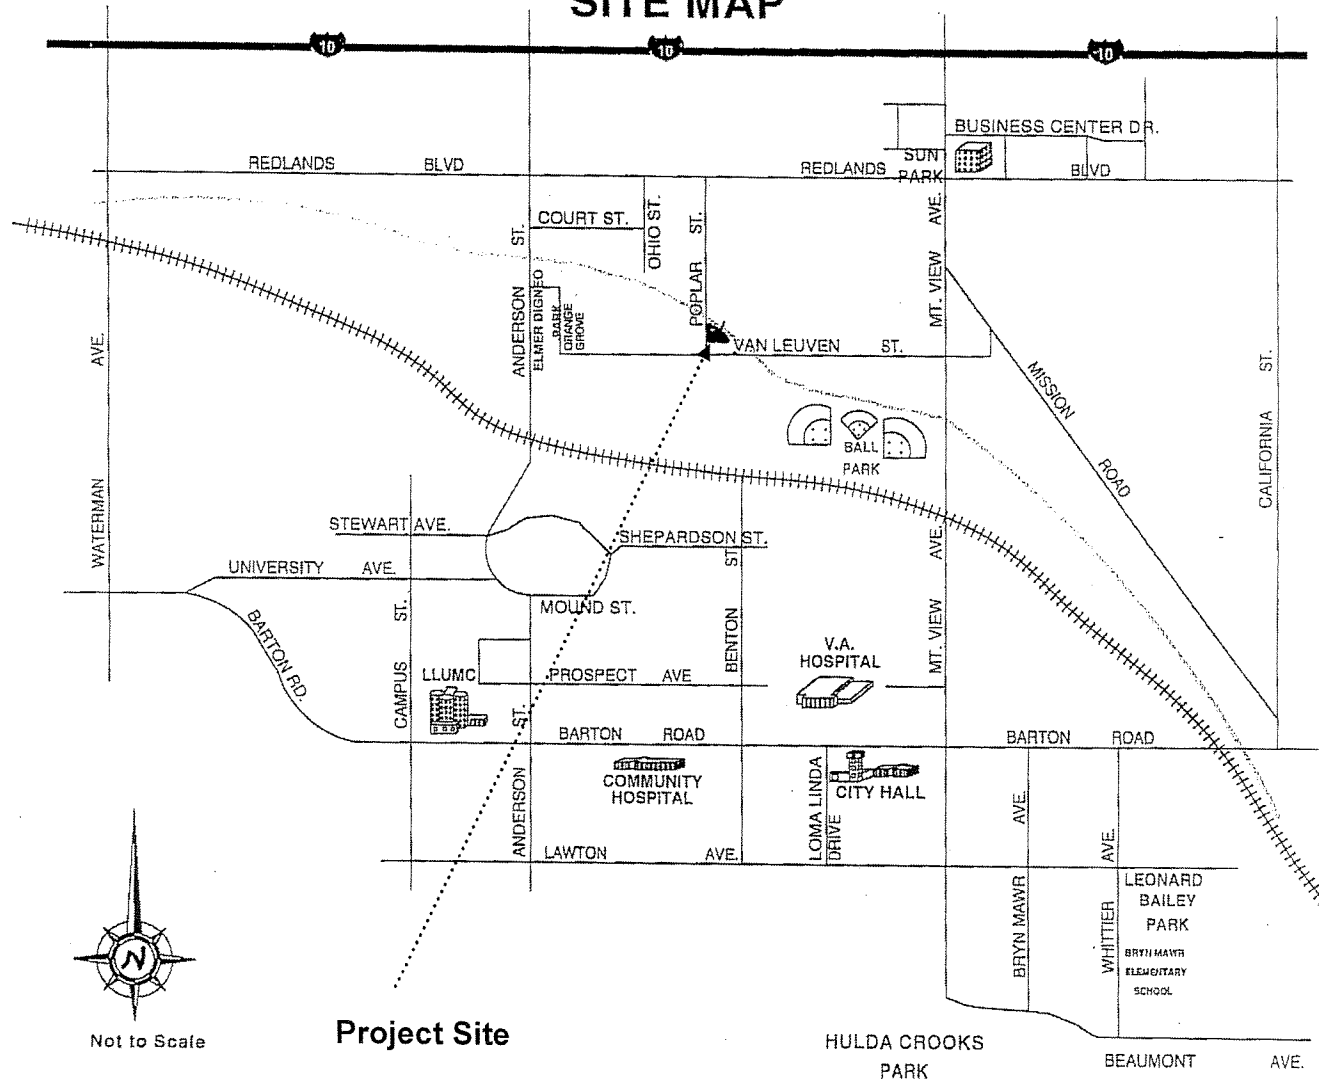 SITE MAP
10
10
10
BUSINESS CENTER DR.
SUN
PARK
REDLANDS BLVD
REDLANDS BLVD
COURT ST.
OHIO ST.
POPLAR ST.
ANDERSON ST.
ELMER DIGNEO
PARK
ORANGE
GROVE
MT. VIEW AVE.
VAN LEUVEN ST.
MISSION ROAD
CALIFORNIA ST.
WATERMAN AVE.
BALL
PARK
STEWART AVE.
SHEPARDSON ST.
UNIVERSITY AVE.
MOUND ST.
BARTON RD.
CAMPUS ST.
BENTON ST.
MT. VIEW AVE.
V.A.
HOSPITAL
LLUMC
PROSPECT AVE
BARTON ROAD
BARTON ROAD
ANDERSON ST.
COMMUNITY
HOSPITAL
LOMA LINDA
DRIVE
CITY HALL
LAWTON AVE.
BRYN MAWR AVE.
WHITTIER AVE.
LEONARD
BAILEY
PARK
BRYN MAWR
ELEMENTARY
SCHOOL
N
Not to Scale
Project Site
HULDA CROOKS
PARK
BEAUMONT AVE.